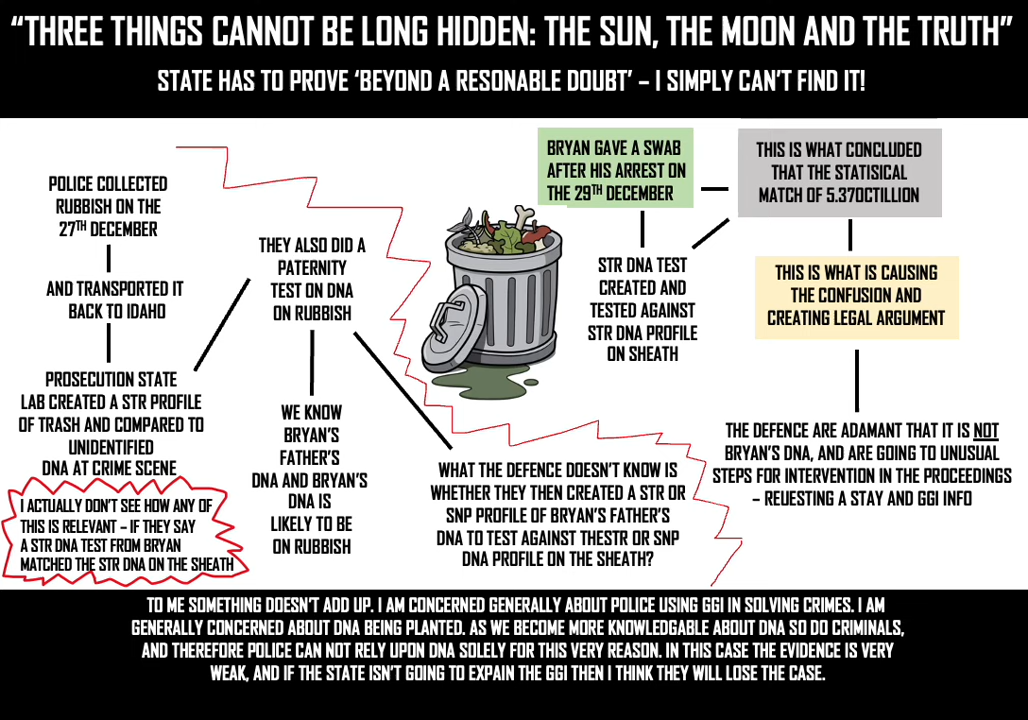 “THREE THINGS CANNOT BE LONG HIDDEN: THE SUN, THE MOON AND THE TRUTH”
STATE HAS TO PROVE ‘BEYOND A RESONABLE DOUBT’ – I SIMPLY CAN’T FIND IT!
POLICE COLLECTED
RUBBISH ON THE
27TH DECEMBER
AND TRANSPORTED IT
BACK TO IDAHO
PROSECUTION STATE
LAB CREATED A STR PROFILE
OF TRASH AND COMPARED TO
UNIDENTIFIED
DNA AT CRIME SCENE
I ACTUALLY DON’T SEE HOW ANY OF
THIS IS RELEVANT – IF THEY SAY
A STR DNA TEST FROM BRYAN
MATCHED THE STR DNA ON THE SHEATH
THEY ALSO DID A
PATERNITY
TEST ON DNA
ON RUBBISH
WE KNOW
BRYAN’S
FATHER’S
DNA AND BRYAN’S
DNA IS
LIKELY TO BE
ON RUBBISH
WHAT THE DEFENCE DOESN’T KNOW IS
WHETHER THEY THEN CREATED A STR OR
SNP PROFILE OF BRYAN’S FATHER’S
DNA TO TEST AGAINST THESTR OR SNP
DNA PROFILE ON THE SHEATH?
BRYAN GAVE A SWAB
AFTER HIS ARREST ON
THE 29TH DECEMBER
STR DNA TEST
CREATED AND
TESTED AGAINST
STR DNA PROFILE
ON SHEATH
THIS IS WHAT CONCLUDED
THAT THE STATISICAL
MATCH OF 5.37OCTILLION
THIS IS WHAT IS CAUSING
THE CONFUSION AND
CREATING LEGAL ARGUMENT
THE DEFENCE ARE ADAMANT THAT IT IS NOT
BRYAN’S DNA, AND ARE GOING TO UNUSUAL
STEPS FOR INTERVENTION IN THE PROCEEDINGS
– REUESTING A STAY AND GGI INFO
TO ME SOMETHING DOESN’T ADD UP. I AM CONCERNED GENERALLY ABOUT POLICE USING GGI IN SOLVING CRIMES. I AM
GENERALLY CONCERNED ABOUT DNA BEING PLANTED. AS WE BECOME MORE KNOWLEDGABLE ABOUT DNA SO DO CRIMINALS,
AND THEREFORE POLICE CAN NOT RELY UPON DNA SOLELY FOR THIS VERY REASON. IN THIS CASE THE EVIDENCE IS VERY
WEAK, AND IF THE STATE ISN’T GOING TO EXPAIN THE GGI THEN I THINK THEY WILL LOSE THE CASE.